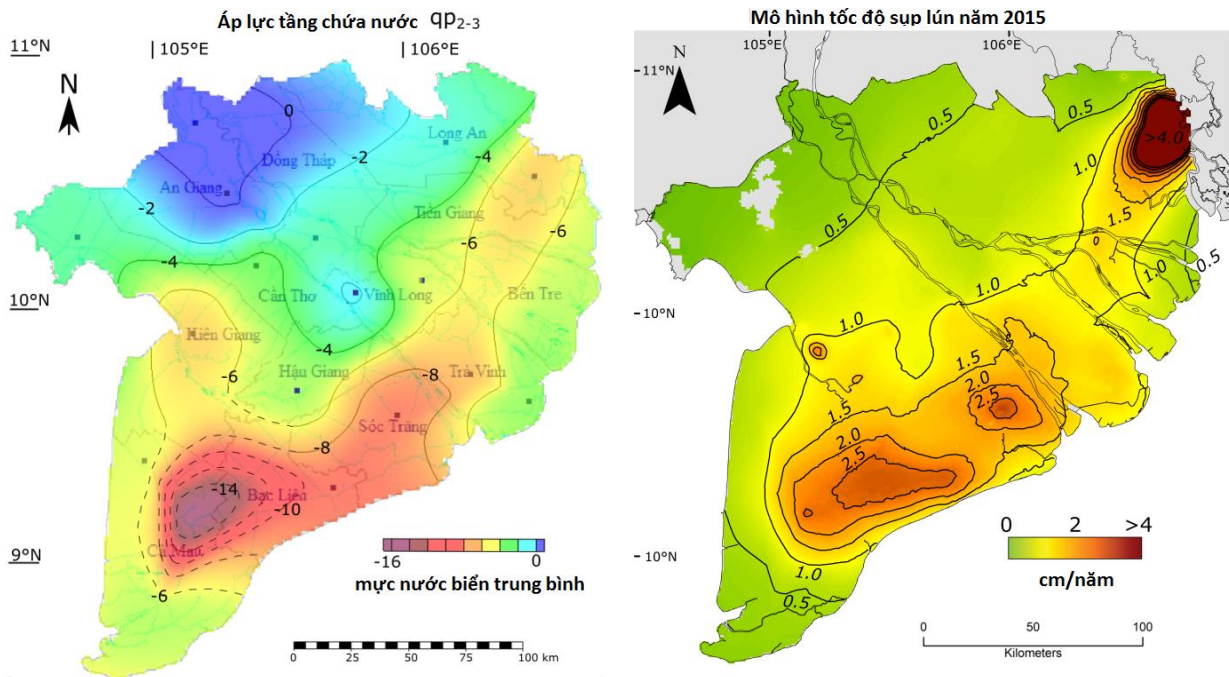 Áp lực tầng chứa nước qp2-3
11°N
105°E
106°E
N
0
Long An
-2
Đồng Tháp
-4
An Giang
-2
Tiền Giang
-6
-6
-4
10°N
Cần Thơ
Vĩnh Long
Bến Tre
Kiên Giang
-4
-6
Hậu Giang
-8
Trà Vinh
-8
Sóc Trăng
-14
Bạc Liêu
-10
9°N
Cà Mau
-6
-16
0
mực nước biển trung bình
0 25 50 75 100 km
Mô hình tốc độ sụp lún năm 2015
105°E
106°E
11°N
N
0.5
0.5
>4.0
1.0
1.5
0.5
1.0
0.5
10°N
1.0
1.0
1.5
2.0
2.5
1.5
2.0
2.5
0 2 >4
cm/năm
10°N
1.0
0.5
0 50 100
Kilometers